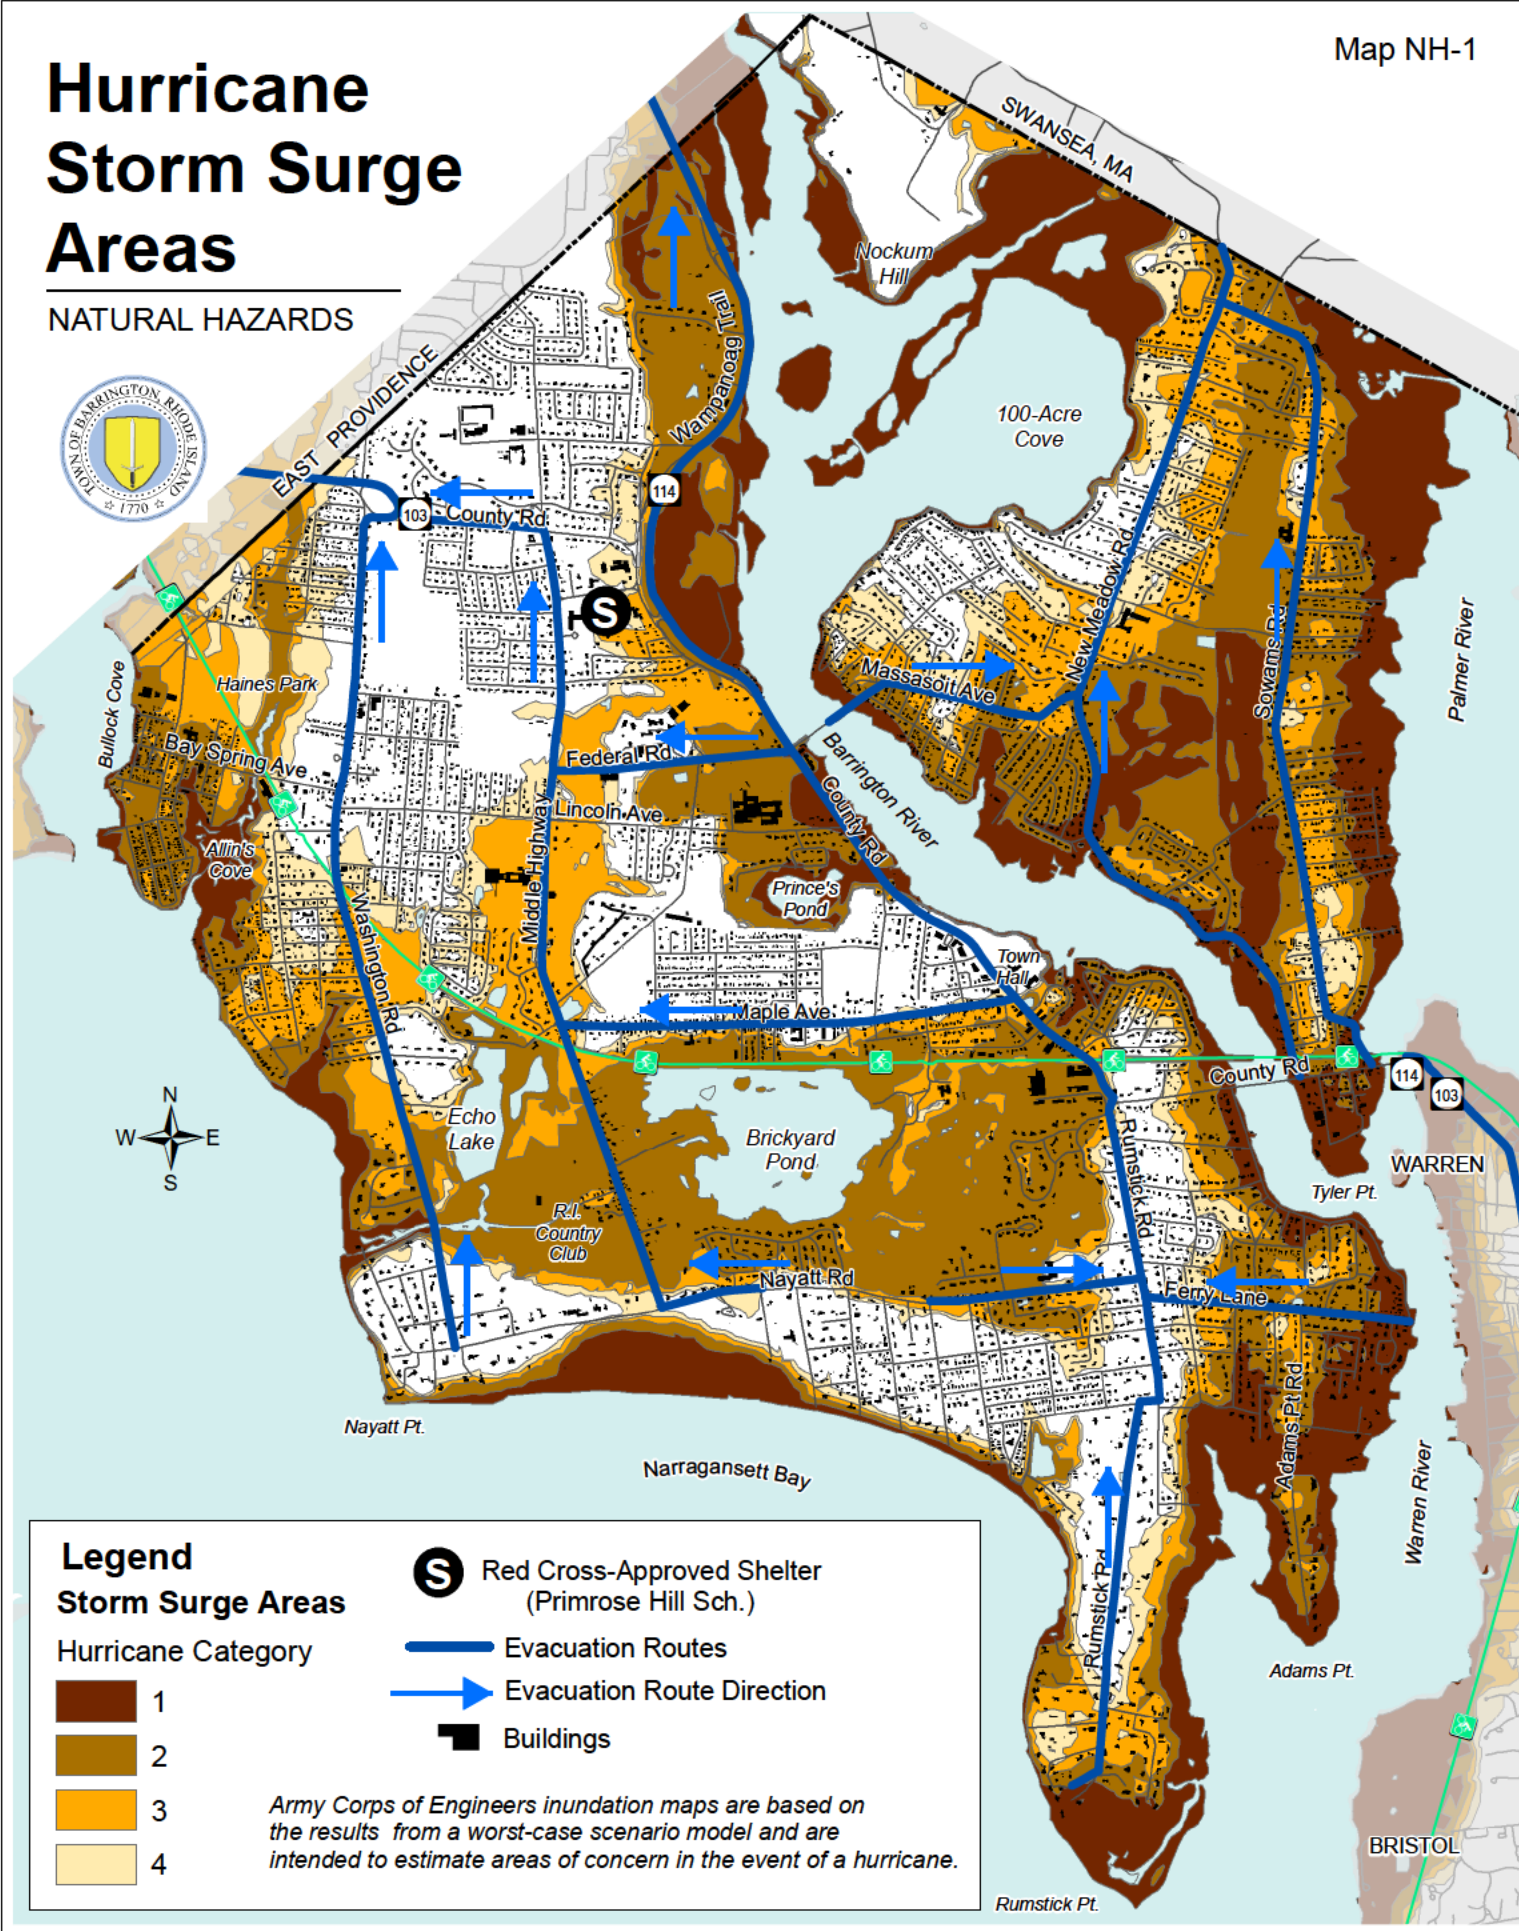 Map NH-1
Hurricane
Storm Surge
Areas
NATURAL HAZARDS
TOWN OF BARRINGTON, RHODE ISLAND
☆ 1770 ☆
SWANSEA, MA
EAST PROVIDENCE
Nockum
Hill
Wampanoag Trail
100-Acre
Cove
114
103
County Rd
New Meadow Rd
Sowams Rd
Palmer River
Massasoit Ave
Haines Park
Bullock Cove
Bay Spring Ave
Federal Rd
Barrington River
Lincoln Ave
County Rd
Middle Highway
Allin's
Cove
Prince's
Pond
Washington Rd
Town
Hall
Maple Ave
S
County Rd
114
103
N
W E
S
Echo
Lake
Brickyard
Pond
Rumstick Rd
WARREN
Tyler Pt.
R.I.
Country
Club
Nayatt Rd
Ferry Lane
Adams Pt Rd
Nayatt Pt.
Narragansett Bay
Warren River
Rumstick Rd
Adams Pt.
BRISTOL
Rumstick Pt.
Legend
Storm Surge Areas
Hurricane Category
1
2
3
4
S Red Cross-Approved Shelter
(Primrose Hill Sch.)
Evacuation Routes
Evacuation Route Direction
Buildings
Army Corps of Engineers inundation maps are based on
the results from a worst-case scenario model and are
intended to estimate areas of concern in the event of a hurricane.